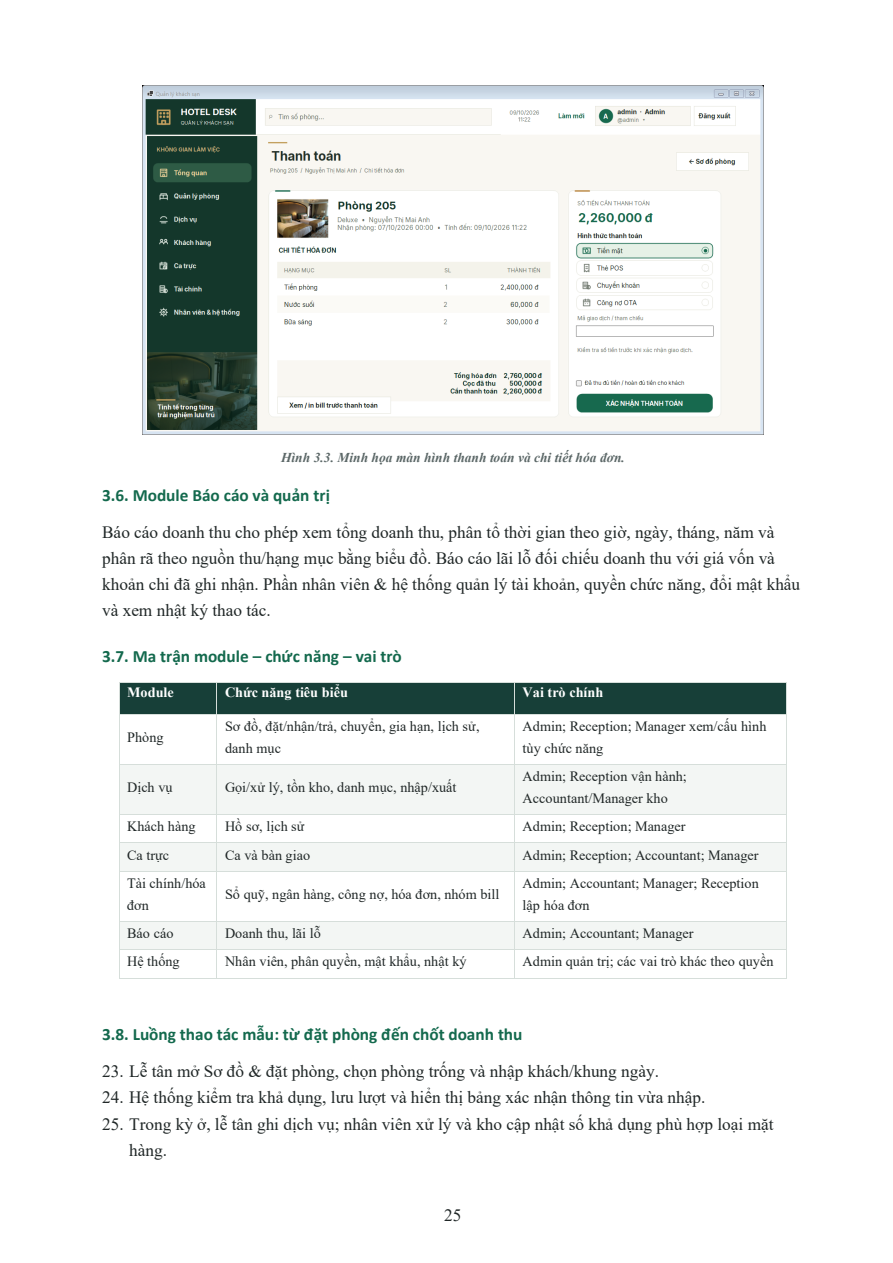 Quản lý khách sạn
HOTEL DESK
QUẢN LÝ KHÁCH SẠN
Tìm số phòng...
09/10/2026
11:22
Làm mới
A
admin · Admin
@admin
Đăng xuất
KHÔNG GIAN LÀM VIỆC
Tổng quan
Quản lý phòng
Dịch vụ
Khách hàng
Ca trực
Tài chính
Nhân viên & hệ thống
Tinh tế trong từng
trải nghiệm lưu trú
Thanh toán
Phòng 205 / Nguyễn Thị Mai Anh / Chi tiết hóa đơn
← Sơ đồ phòng
Phòng 205
Deluxe • Nguyễn Thị Mai Anh
Nhận phòng: 07/10/2026 00:00 • Tính đến: 09/10/2026 11:22
CHI TIẾT HÓA ĐƠN
HẠNG MỤC SL THÀNH TIỀN
Tiền phòng 1 2,400,000 đ
Nước suối 2 60,000 đ
Bữa sáng 2 300,000 đ
Tổng hóa đơn 2,760,000 đ
Cọc đã thu 500,000 đ
Cần thanh toán 2,260,000 đ
Xem / in bill trước thanh toán
SỐ TIỀN CẦN THANH TOÁN
2,260,000 đ
Hình thức thanh toán
Tiền mặt
Thẻ POS
Chuyển khoản
Công nợ OTA
Mã giao dịch / tham chiếu
Kiểm tra số tiền trước khi xác nhận giao dịch.
Đã thu đủ tiền / hoàn đủ tiền cho khách
XÁC NHẬN THANH TOÁN
Hình 3.3. Minh họa màn hình thanh toán và chi tiết hóa đơn.
3.6. Module Báo cáo và quản trị
Báo cáo doanh thu cho phép xem tổng doanh thu, phân tổ thời gian theo giờ, ngày, tháng, năm và
phân rã theo nguồn thu/hạng mục bằng biểu đồ. Báo cáo lãi lỗ đối chiếu doanh thu với giá vốn và
khoản chi đã ghi nhận. Phần nhân viên & hệ thống quản lý tài khoản, quyền chức năng, đổi mật khẩu
và xem nhật ký thao tác.
3.7. Ma trận module – chức năng – vai trò
Module Chức năng tiêu biểu Vai trò chính
Phòng Sơ đồ, đặt/nhận/trả, chuyển, gia hạn, lịch sử, Admin; Reception; Manager xem/cấu hình
danh mục tùy chức năng
Dịch vụ Gọi/xử lý, tồn kho, danh mục, nhập/xuất Admin; Reception vận hành;
Accountant/Manager kho
Khách hàng Hồ sơ, lịch sử Admin; Reception; Manager
Ca trực Ca và bàn giao Admin; Reception; Accountant; Manager
Tài chính/hóa Sổ quỹ, ngân hàng, công nợ, hóa đơn, nhóm bill Admin; Accountant; Manager; Reception
đơn lập hóa đơn
Báo cáo Doanh thu, lãi lỗ Admin; Accountant; Manager
Hệ thống Nhân viên, phân quyền, mật khẩu, nhật ký Admin quản trị; các vai trò khác theo quyền
3.8. Luồng thao tác mẫu: từ đặt phòng đến chốt doanh thu
23. Lễ tân mở Sơ đồ & đặt phòng, chọn phòng trống và nhập khách/khung ngày.
24. Hệ thống kiểm tra khả dụng, lưu lượt và hiển thị bảng xác nhận thông tin vừa nhập.
25. Trong kỳ ở, lễ tân ghi dịch vụ; nhân viên xử lý và kho cập nhật số khả dụng phù hợp loại mặt
hàng.
25